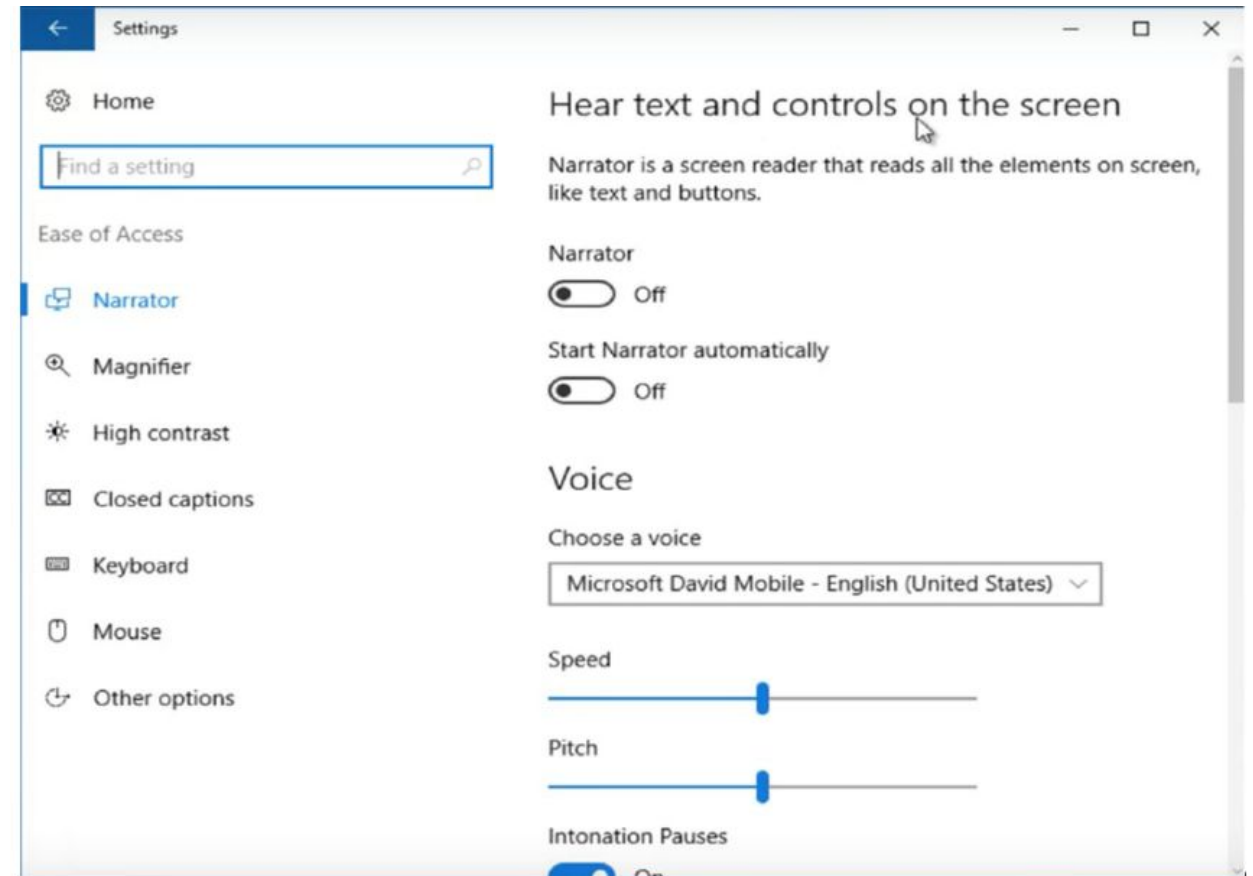 Settings
Home
Find a setting
Ease of Access
Narrator
Magnifier
High contrast
Closed captions
Keyboard
Mouse
Other options
Hear text and controls on the screen
Narrator is a screen reader that reads all the elements on screen,
like text and buttons.
Narrator
Off
Start Narrator automatically
Off
Voice
Choose a voice
Microsoft David Mobile - English (United States)
Speed
Pitch
Intonation Pauses
On